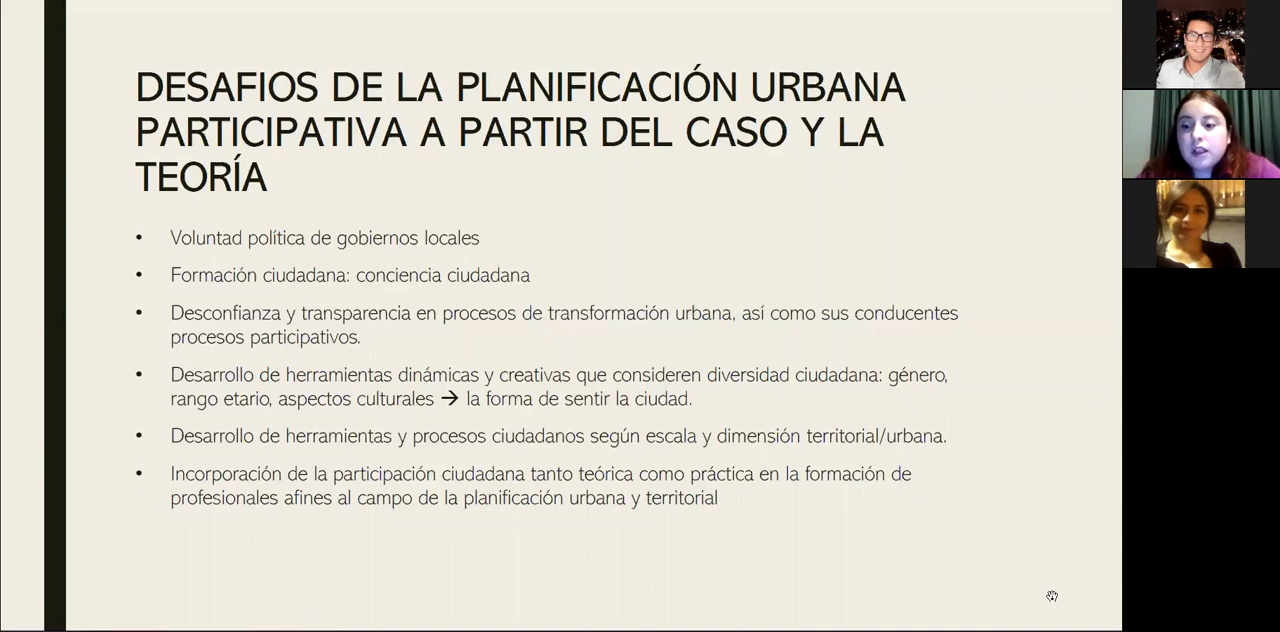 DESAFIOS DE LA PLANIFICACIÓN URBANA
PARTICIPATIVA A PARTIR DEL CASO Y LA
TEORÍA
• Voluntad política de gobiernos locales
• Formación ciudadana: conciencia ciudadana
• Desconfianza y transparencia en procesos de transformación urbana, así como sus conducentes
procesos participativos.
• Desarrollo de herramientas dinámicas y creativas que consideren diversidad ciudadana: género,
rango etario, aspectos culturales → la forma de sentir la ciudad.
• Desarrollo de herramientas y procesos ciudadanos según escala y dimensión territorial/urbana.
• Incorporación de la participación ciudadana tanto teórica como práctica en la formación de
profesionales afines al campo de la planificación urbana y territorial